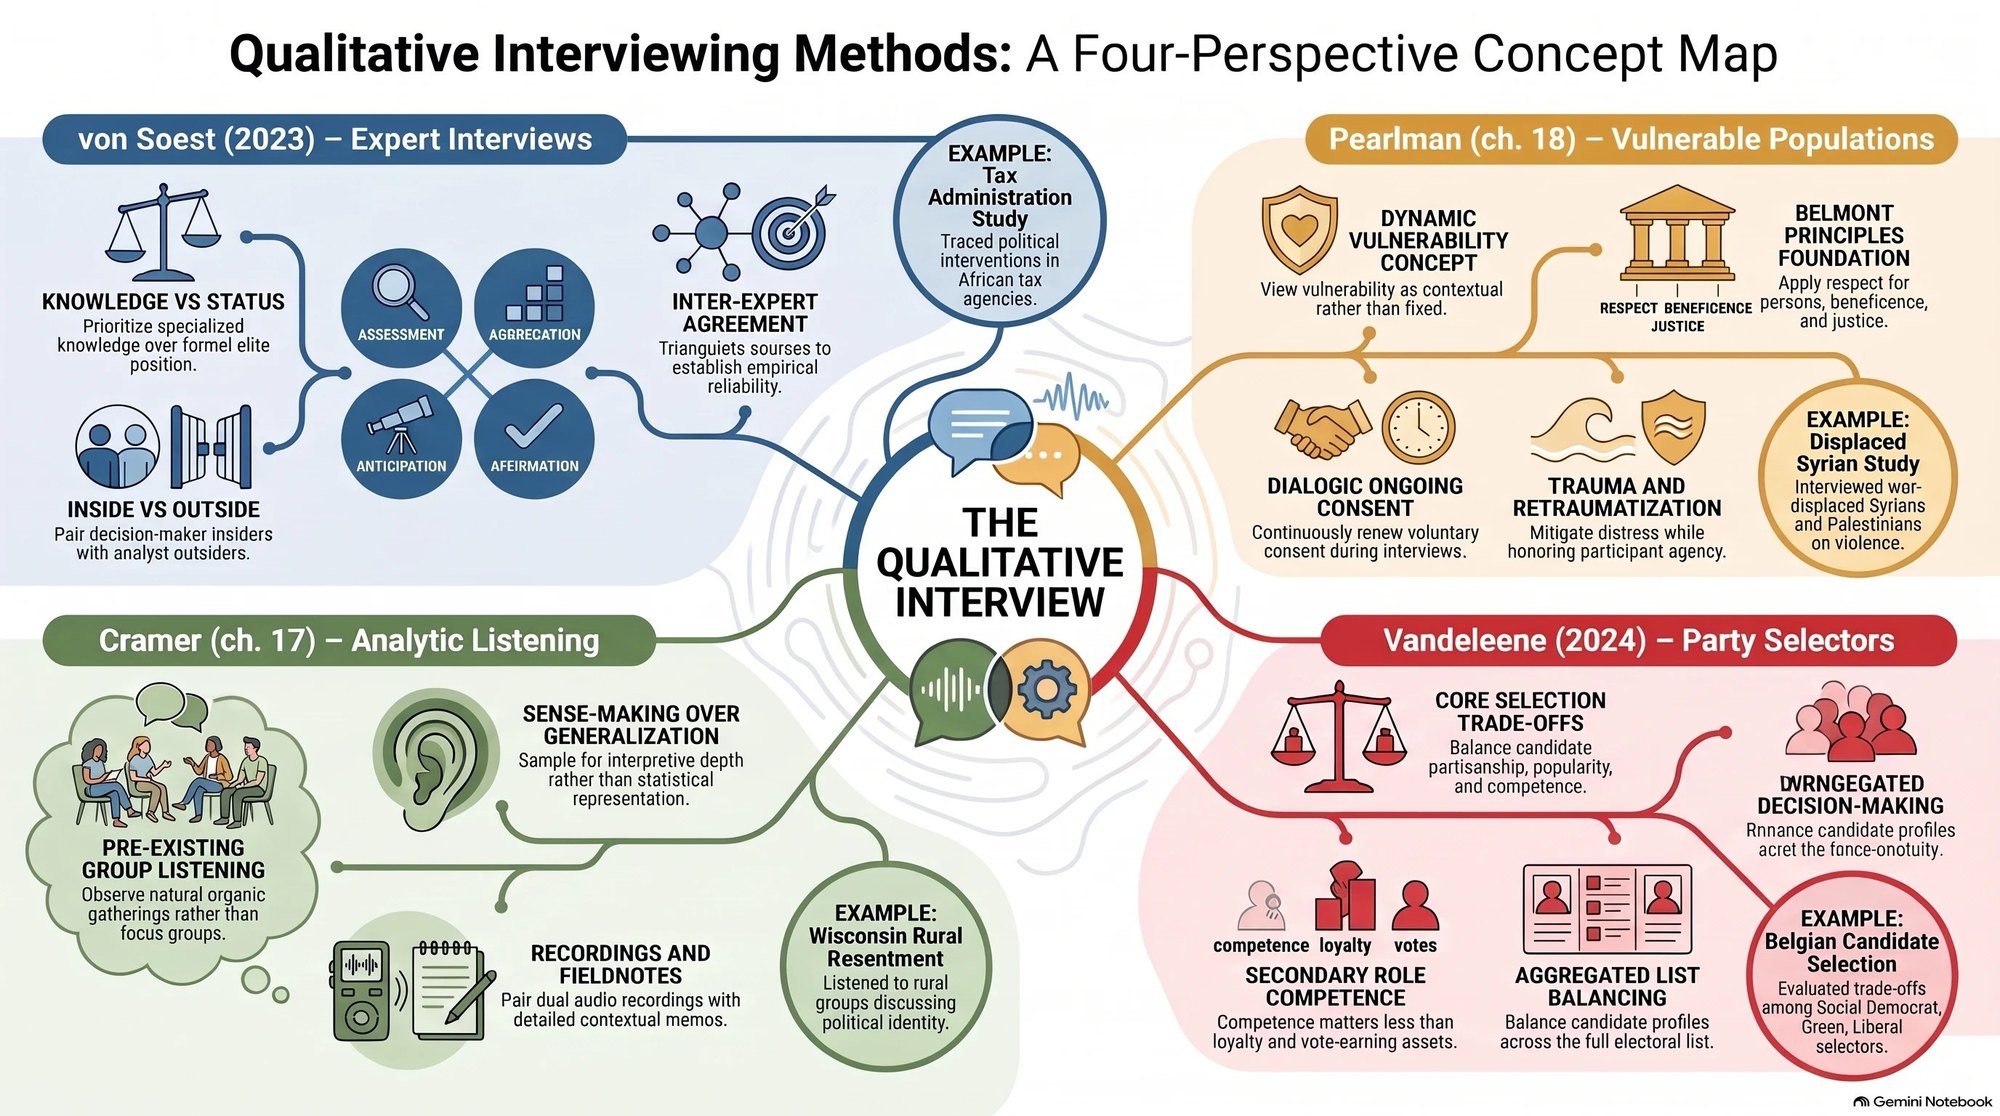 Qualitative Interviewing Methods: A Four-Perspective Concept Map
von Soest (2023) – Expert Interviews
KNOWLEDGE VS STATUS
Prioritize specialized
knowledge over formel elite
position.
INSIDE VS OUTSIDE
Pair decision-maker insiders
with analyst outsiders.
ASSESSMENT
AGRRECATION
ANTICIPATION
AFEIRMATION
INTER-EXPERT
AGREEMENT
Trianguiets sourses to
establish empirical
reliability.
EXAMPLE:
Tax
Administration
Study
Traced political
interventions in
African tax
agencies.
Pearlman (ch. 18) – Vulnerable Populations
DYNAMIC
VULNERABILITY
CONCEPT
View vulnerability as contextual
rather than fixed.
RESPECT BENEFICENCE
JUSTICE
BELMONT
PRINCIPLES
FOUNDATION
Apply respect for
persons, beneficence,
and justice.
DIALOGIC ONGOING
CONSENT
Continuously renew voluntary
consent during interviews.
TRAUMA AND
RETRAUMATIZATION
Mitigate distress while
honoring participant agency.
EXAMPLE:
Displaced
Syrian Study
Interviewed war-
displaced Syrians
and Palestinians
on violence.
THE
QUALITATIVE
INTERVIEW
Cramer (ch. 17) – Analytic Listening
PRE-EXISTING
GROUP LISTENING
Observe natural organic
gatherings rather than
focus groups.
SENSE-MAKING OVER
GENERALIZATION
Sample for interpretive depth
rather than statistical
representation.
RECORDINGS AND
FIELDNOTES
Pair dual audio recordings with
detailed contextual memos.
EXAMPLE:
Wisconsin Rural
Resentment
Listened to rural
groups discussing
political identity.
Vandeleene (2024) – Party Selectors
CORE SELECTION
TRADE-OFFS
Balance candidate
partisanship, popularity,
and competence.
DECISION-MAKING
candidate profiles
the
competence loyalty votes
SECONDARY ROLE
COMPETENCE
Competence matters less than
loyalty and vote-earning assets.
AGGREGATED LIST
BALANCING
Balance candidate profiles
across the full electoral list.
EXAMPLE:
Belgian Candidate
Selection
Evaluated trade-offs
among Social Democrat,
Green, Liberal
selectors.
Gemini Notebook